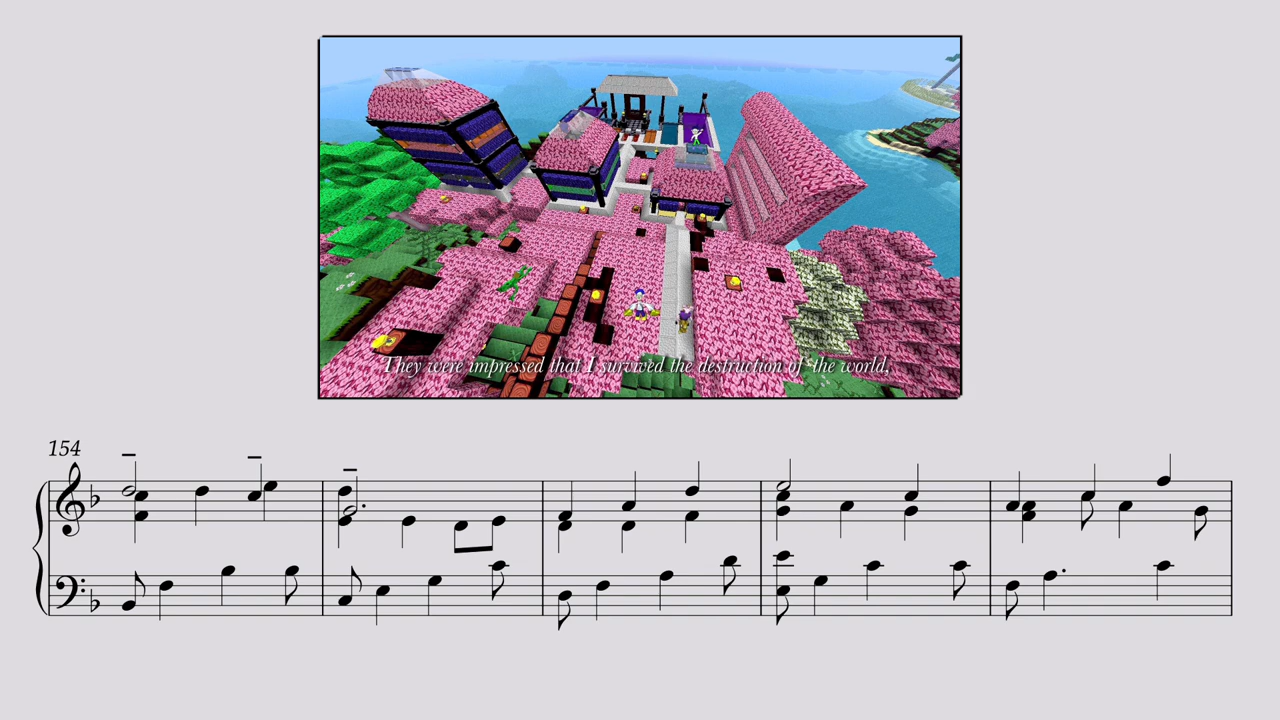 They were impressed that I survived the destruction of the world,
154